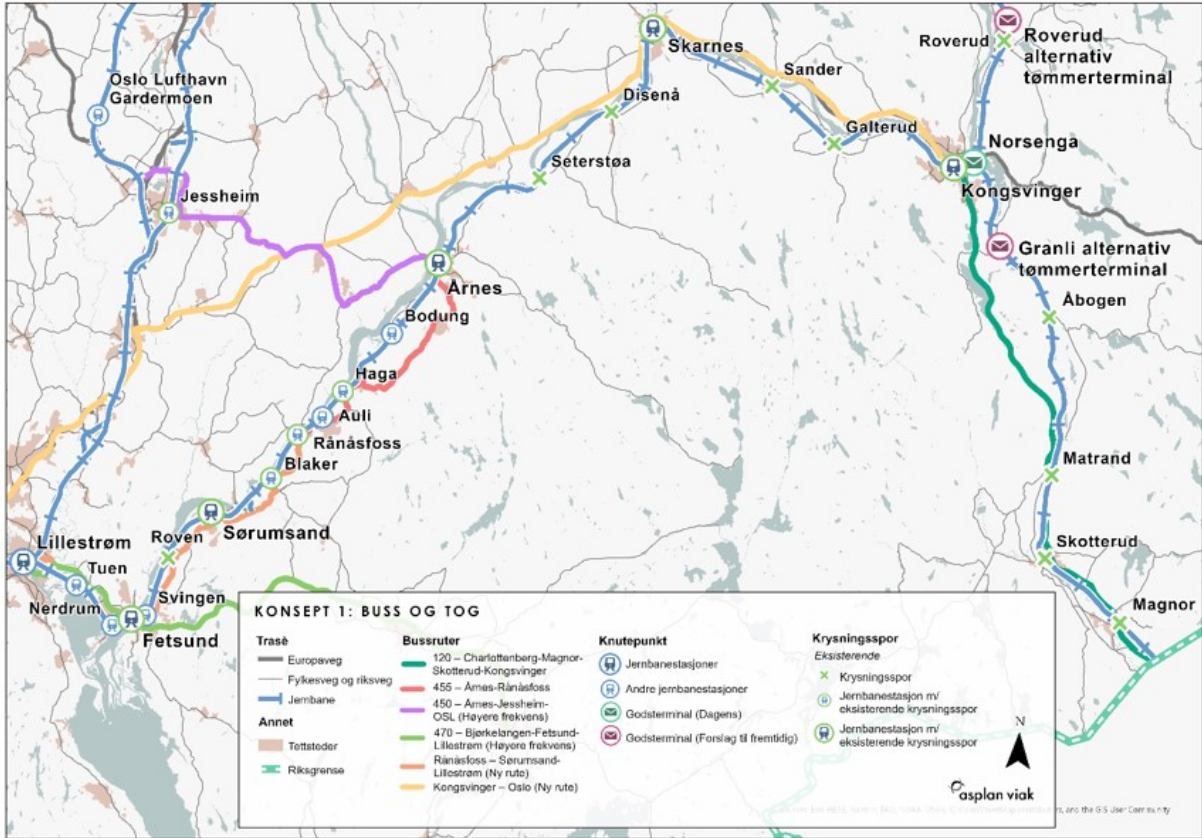 Oslo Lufthavn
Gardermoen
Jessheim
Skarnes
Sander
Disenå
Galterud
Seterstøa
Roverud
Roverud
alternativ
tømmerterminal
Norsenga
Kongsvinger
Granli alternativ
tømmerterminal
Åbogen
Årnes
Bodung
Haga
Auli
Rånåsfoss
Blaker
Matrand
Sørumsand
Roven
Lillestrøm
Tuen
Skotterud
Nerdrum
Svingen
Fetsund
Magnor
KONSEPT 1: BUSS OG TOG
Trasè
Europaveg
Fylkesveg og riksveg
Jernbane
Annet
Tettsteder
Riksgrense
Bussruter
120 – Charlottenberg-Magnor-
Skotterud-Kongsvinger
455 – Årnes-Rånåsfoss
450 – Årnes-Jessheim-
OSL (Høyere frekvens)
470 – Bjørkelangen-Fetsund-
Lillestrøm (Høyere frekvens)
Rånåsfoss – Sørumsand-
Lillestrøm (Ny rute)
Kongsvinger – Oslo (Ny rute)
Knutepunkt
Jernbanestasjoner
Andre jernbanestasjoner
Godsterminal (Dagens)
Godsterminal (Forslag til fremtidig)
Krysningsspor
Eksisterende
Krysningsspor
Jernbanestasjon m/
eksisterende krysningsspor
Jernbanestasjon m/
eksisterende krysningsspor
N
asplan viak
and the GIS User Community